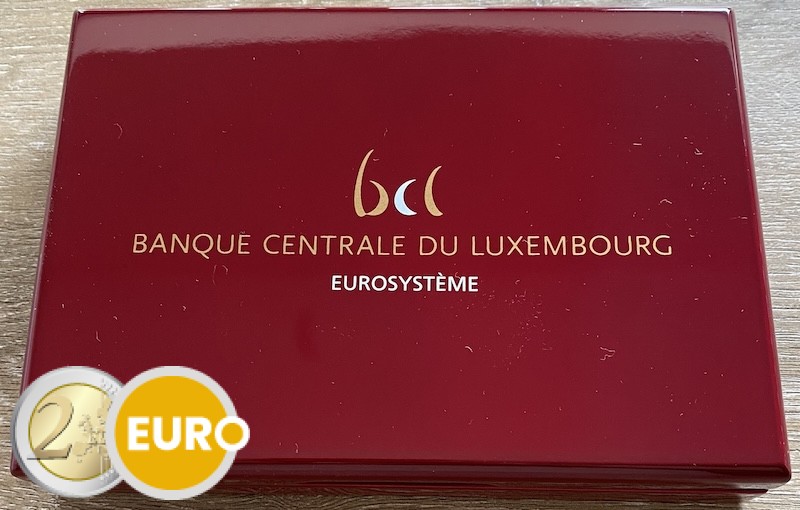 bcl
BANQUE CENTRALE DU LUXEMBOURG
EUROSYSTÈME
2 EURO